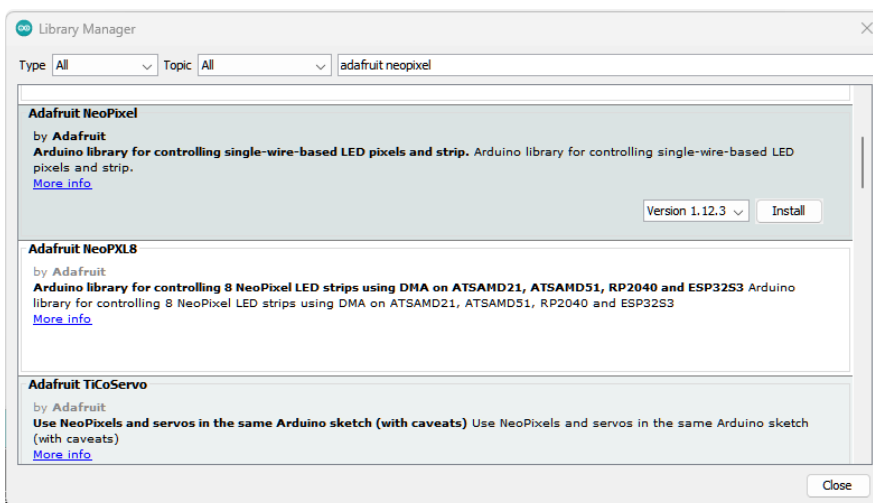 Library Manager
Type All Topic All adafruit neopixel
Adafruit NeoPixel
by Adafruit
Arduino library for controlling single-wire-based LED pixels and strip. Arduino library for controlling single-wire-based LED
pixels and strip.
More info
Version 1.12.3 Install
Adafruit NeoPXL8
by Adafruit
Arduino library for controlling 8 NeoPixel LED strips using DMA on ATSAMD21, ATSAMD51, RP2040 and ESP32S3 Arduino
library for controlling 8 NeoPixel LED strips using DMA on ATSAMD21, ATSAMD51, RP2040 and ESP32S3
More info
Adafruit TiCoServo
by Adafruit
Use NeoPixels and servos in the same Arduino sketch (with caveats) Use NeoPixels and servos in the same Arduino sketch
(with caveats)
More info
Close